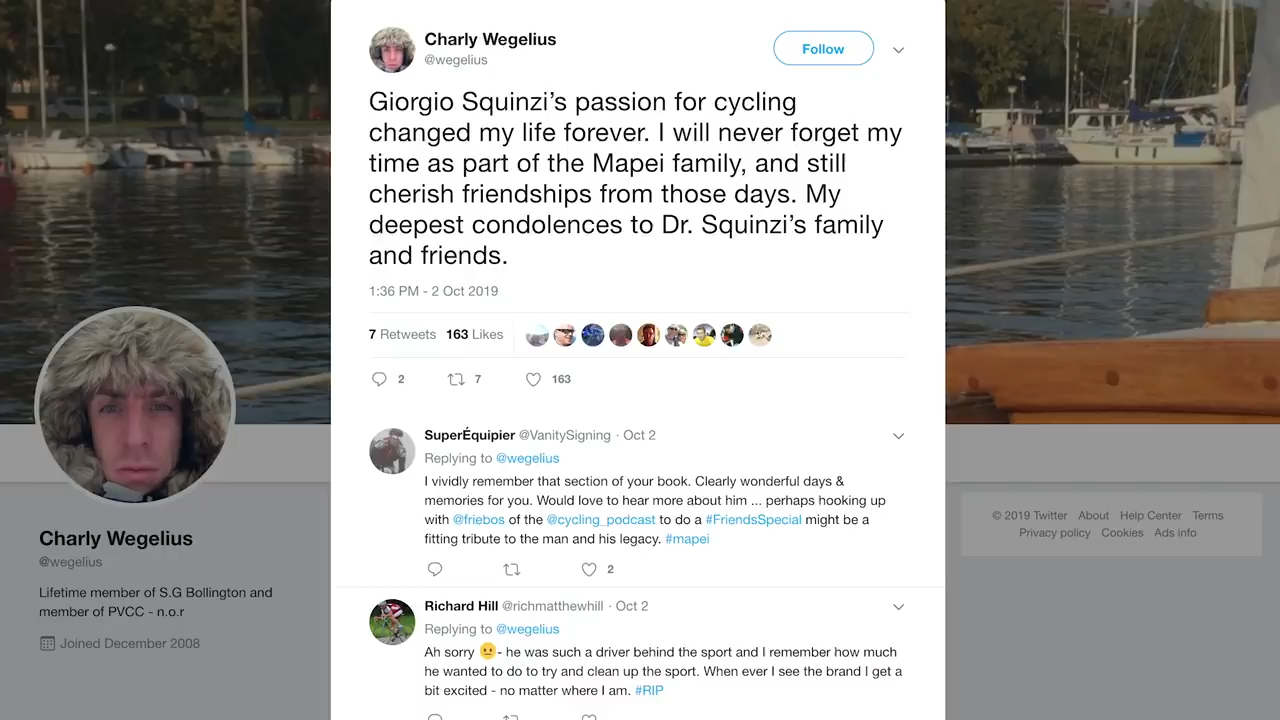 Charly Wegelius
@wegelius
Follow
Giorgio Squinzi’s passion for cycling
changed my life forever. I will never forget my
time as part of the Mapei family, and still
cherish friendships from those days. My
deepest condolences to Dr. Squinzi’s family
and friends.
1:36 PM - 2 Oct 2019
7 Retweets 163 Likes
2 7 163
SuperÉquipier @VanitySigning · Oct 2
Replying to @wegelius
I vividly remember that section of your book. Clearly wonderful days &
memories for you. Would love to hear more about him ... perhaps hooking up
with @friebos of the @cycling_podcast to do a #FriendsSpecial might be a
fitting tribute to the man and his legacy. #mapei
2
Richard Hill @richmatthewhill · Oct 2
Replying to @wegelius
Ah sorry 😐- he was such a driver behind the sport and I remember how much
he wanted to do to try and clean up the sport. When ever I see the brand I get a
bit excited - no matter where I am. #RIP
Charly Wegelius
@wegelius
Lifetime member of S.G Bollington and
member of PVCC - n.o.r
Joined December 2008
© 2019 Twitter About Help Center Terms
Privacy policy Cookies Ads info